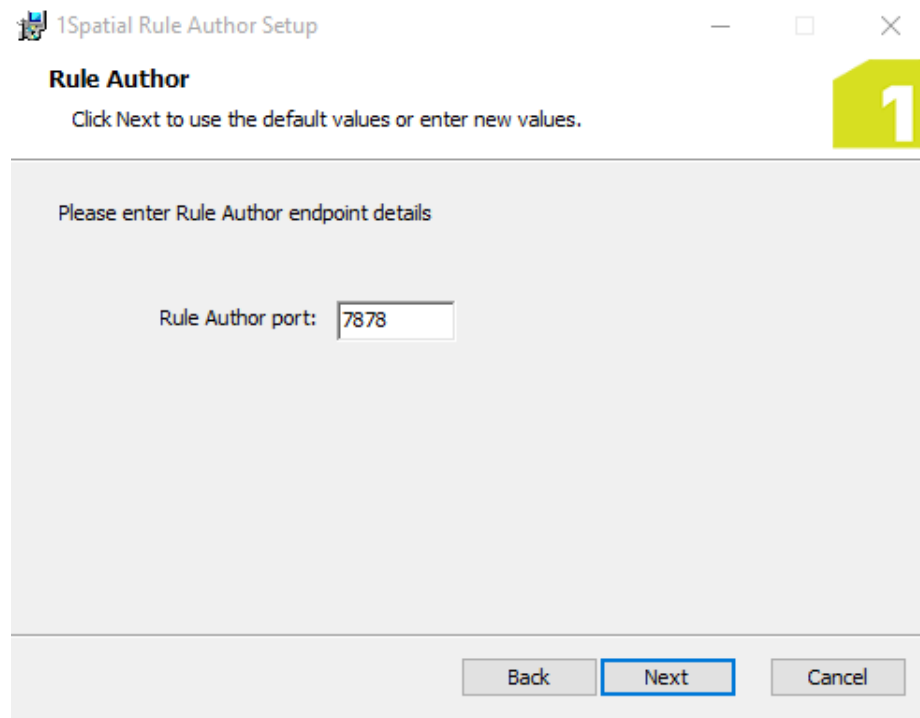 1Spatial Rule Author Setup
Rule Author
Click Next to use the default values or enter new values.
1
Please enter Rule Author endpoint details
Rule Author port: 7878
Back Next Cancel